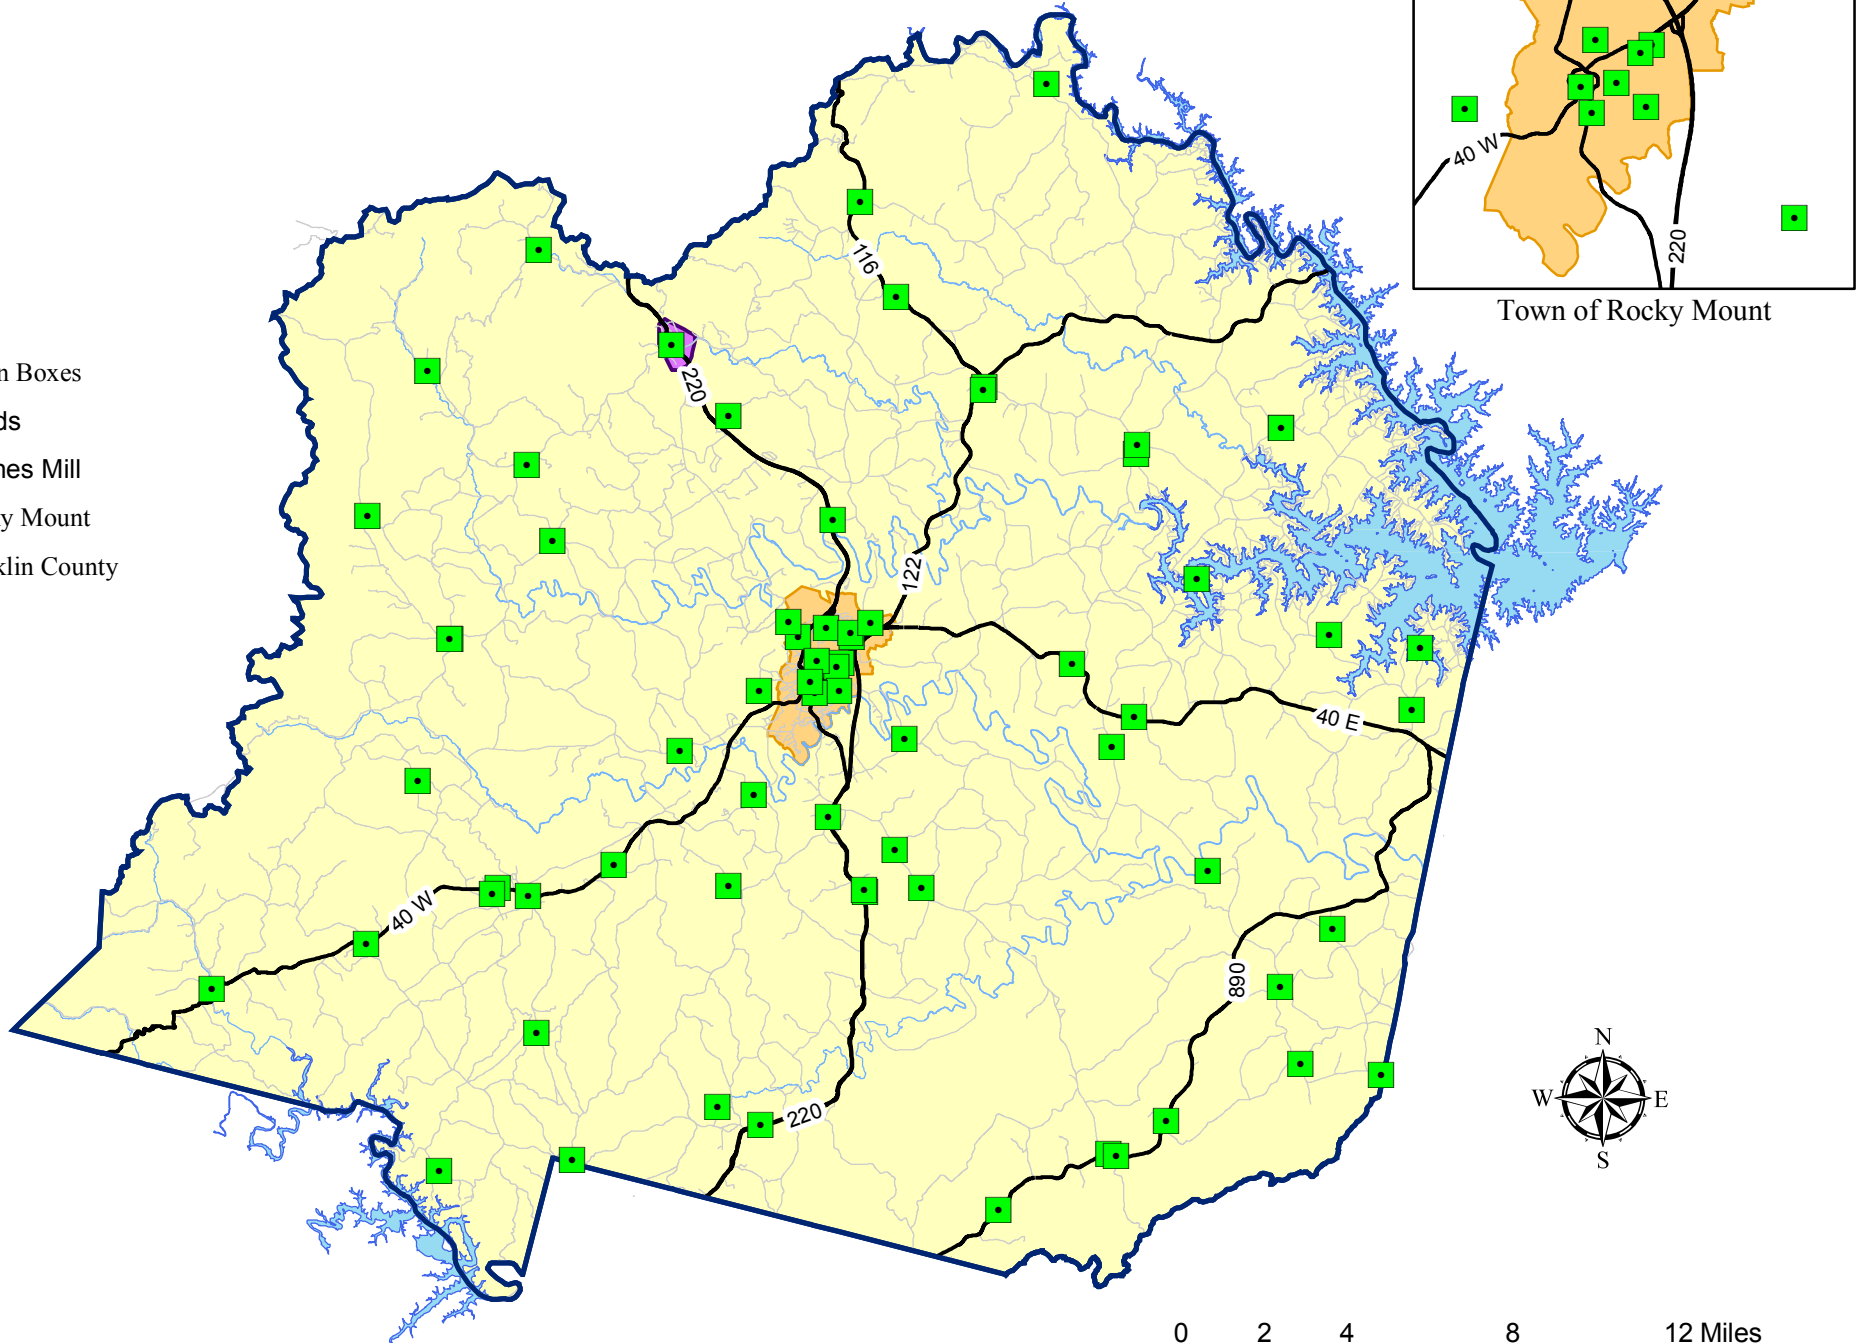 40 W
220
Town of Rocky Mount
116
220
n Boxes
ds
nes Mill
y Mount
klin County
122
40 E
40 W
890
220
N
W E
S
0 2 4 8 12 Miles